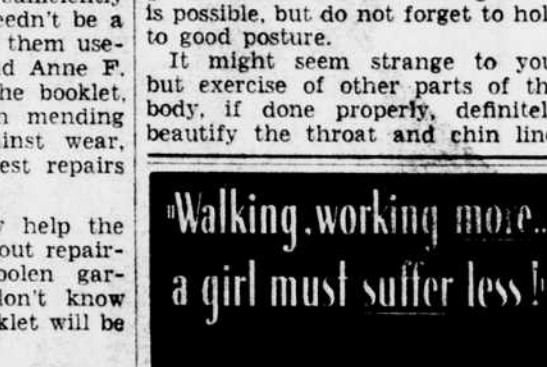 eedn't be a
them use-
d Anne F.
he booklet,
n mending
inst wear,
est repairs
help the
out repair-
oolen gar-
don't know
klet will be
is possible, but do not forget to hol
to good posture.
It might seem strange to you
but exercise of other parts of th
body, if done properly, definitel
beautify the throat and chin line
"Walking, working more...
a girl must suffer less!"